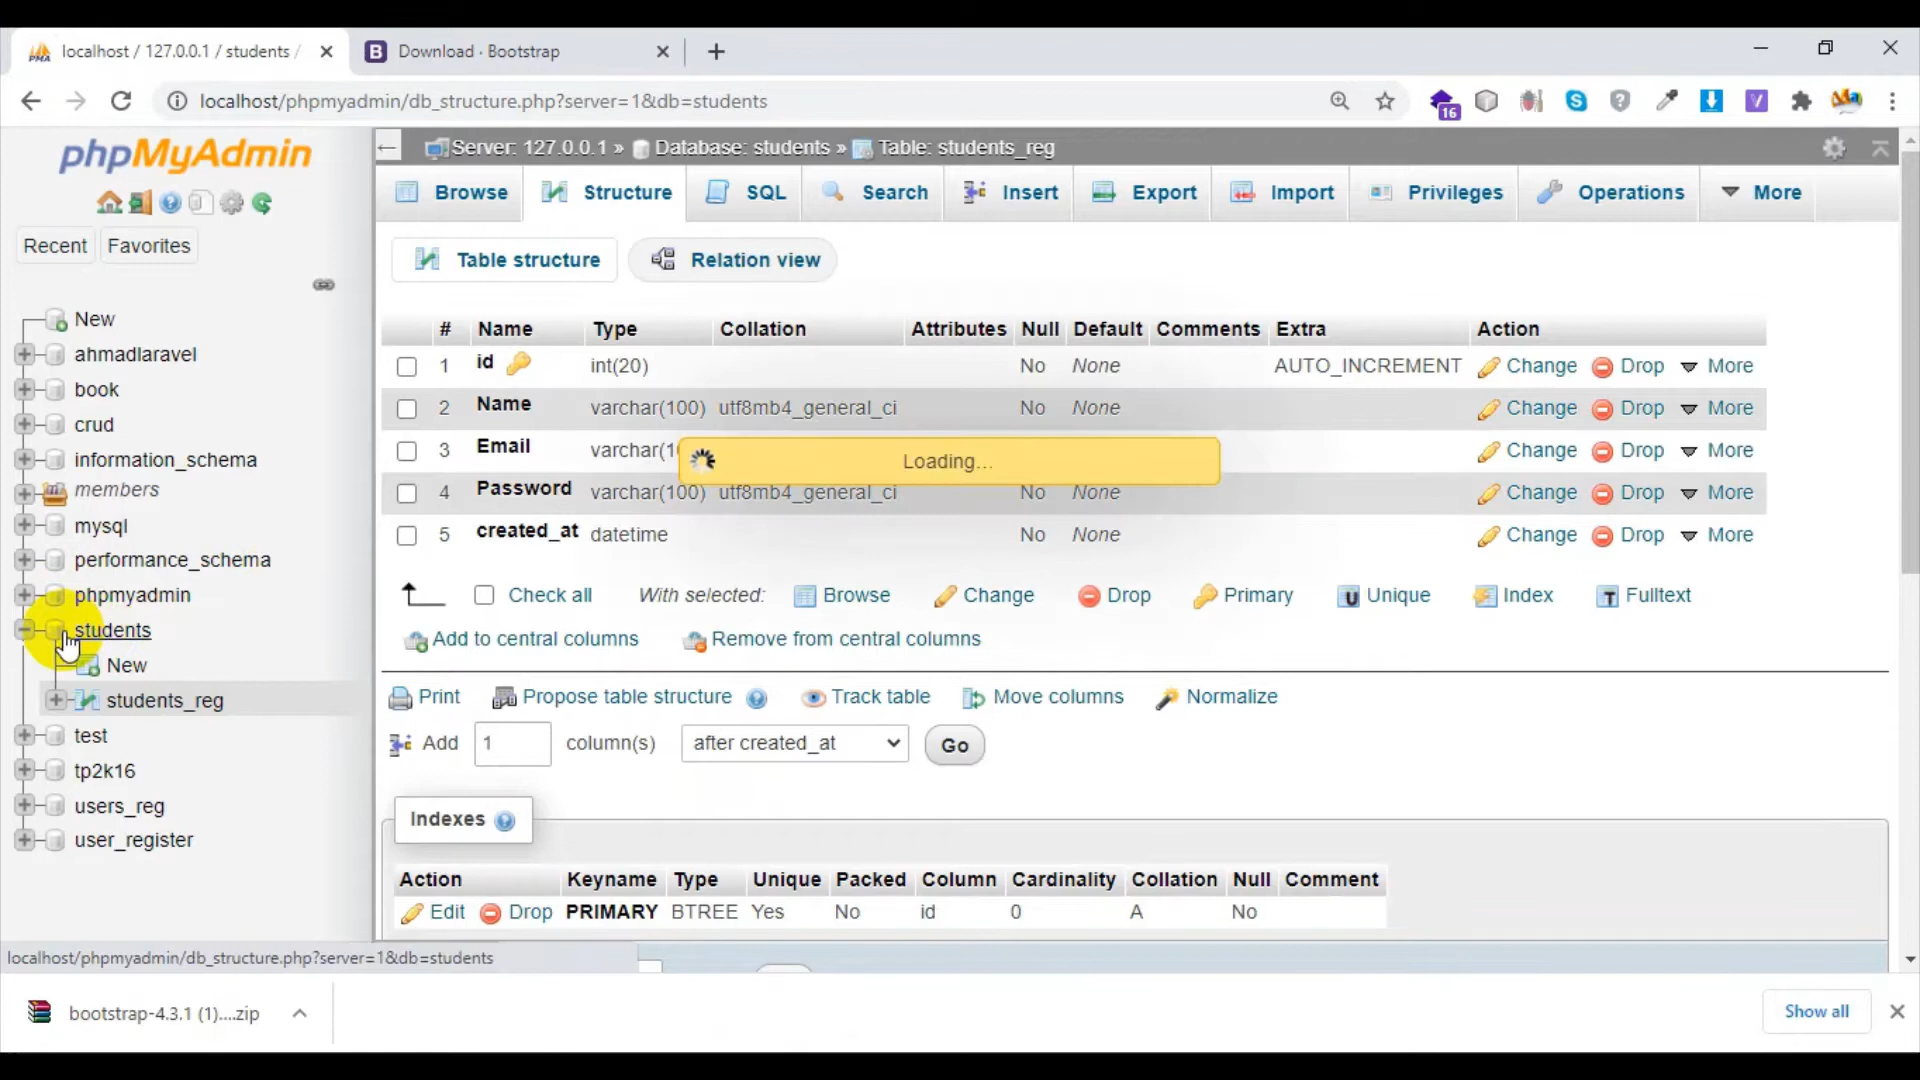 localhost / 127.0.0.1 / students /
Download · Bootstrap
localhost/phpmyadmin/db_structure.php?server=1&db=students
16
phpMyAdmin
Recent Favorites
New
ahmadlaravel
book
crud
information_schema
members
mysql
performance_schema
phpmyadmin
students
New
students_reg
test
tp2k16
users_reg
user_register
Server: 127.0.0.1 » Database: students » Table: students_reg
Browse Structure SQL Search Insert Export Import Privileges Operations More
Table structure Relation view
# Name Type Collation Attributes Null Default Comments Extra Action
1 id int(20) No None AUTO_INCREMENT Change Drop More
2 Name varchar(100) utf8mb4_general_ci No None Change Drop More
3 Email varchar(1 No None Change Drop More
Loading...
4 Password varchar(100) utf8mb4_general_ci No None Change Drop More
5 created_at datetime No None Change Drop More
Check all With selected: Browse Change Drop Primary Unique Index Fulltext
Add to central columns Remove from central columns
Print Propose table structure Track table Move columns Normalize
Add 1 column(s) after created_at Go
Indexes
Action Keyname Type Unique Packed Column Cardinality Collation Null Comment
Edit Drop PRIMARY BTREE Yes No id 0 A No
localhost/phpmyadmin/db_structure.php?server=1&db=students
bootstrap-4.3.1 (1)....zip
Show all